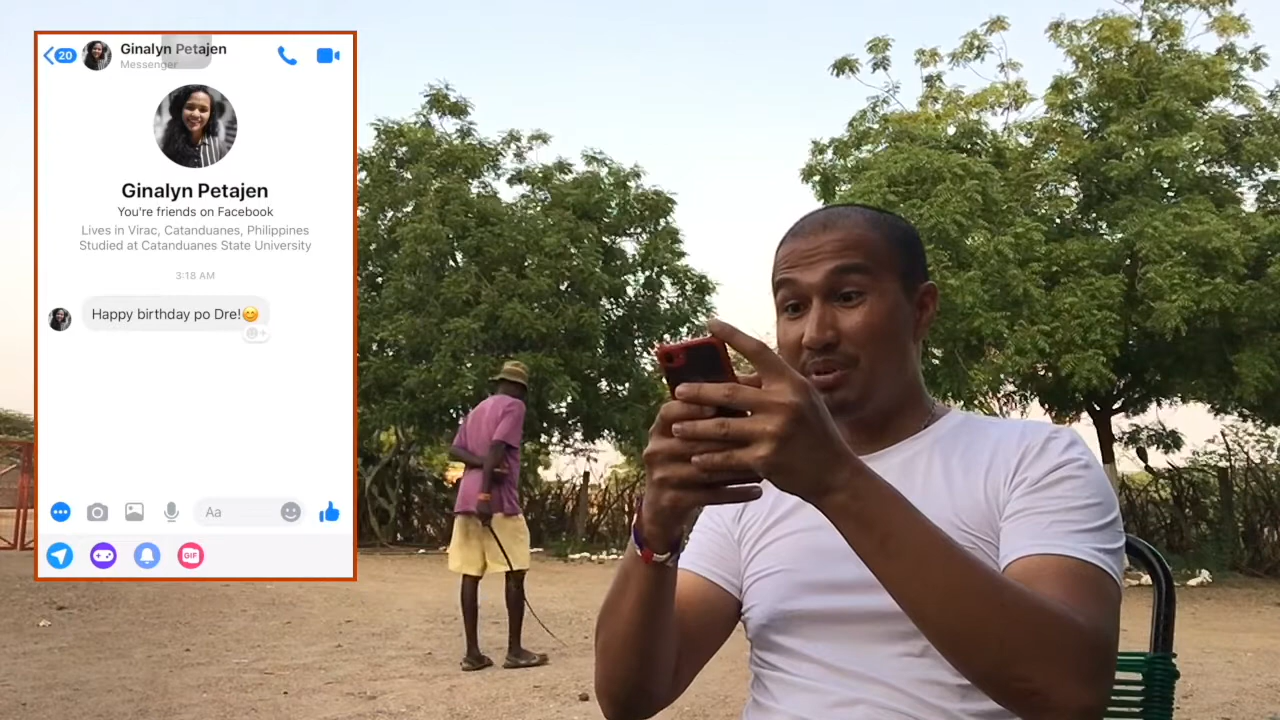 20
Ginalyn Petajen
Messenger
Ginalyn Petajen
You're friends on Facebook
Lives in Virac, Catanduanes, Philippines
Studied at Catanduanes State University
3:18 AM
Happy birthday po Dre!😊
Aa
GIF